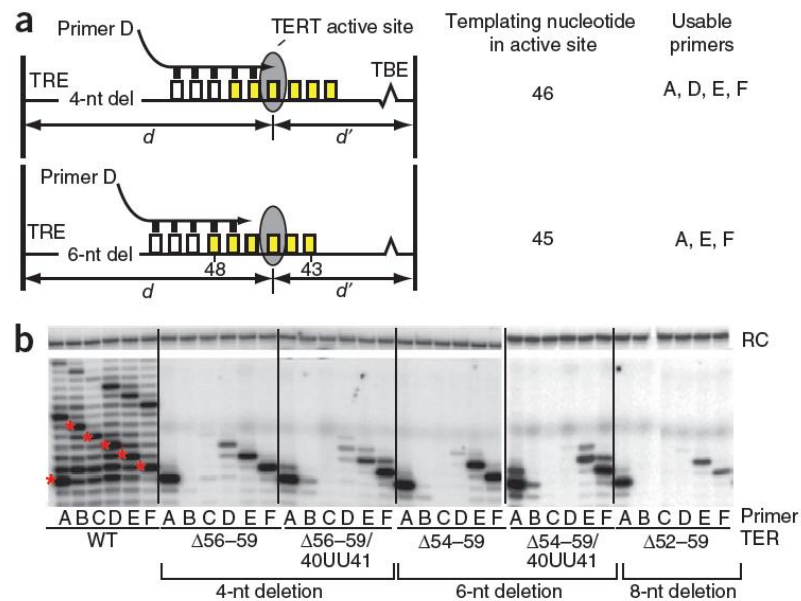 a
Primer D
TERT active site
Templating nucleotide
in active site
Usable
primers
TRE
TBE
4-nt del
d
d′
46
A, D, E, F
Primer D
TRE
6-nt del
48
43
d
d′
45
A, E, F
b
RC
* * * * * *
A B C D E F A B C D E F A B C D E F A B C D E F A B C D E F A B C D E F Primer
WT Δ56–59 Δ56–59/ Δ54–59 Δ54–59/ Δ52–59 TER
40UU41 40UU41
4-nt deletion 6-nt deletion 8-nt deletion